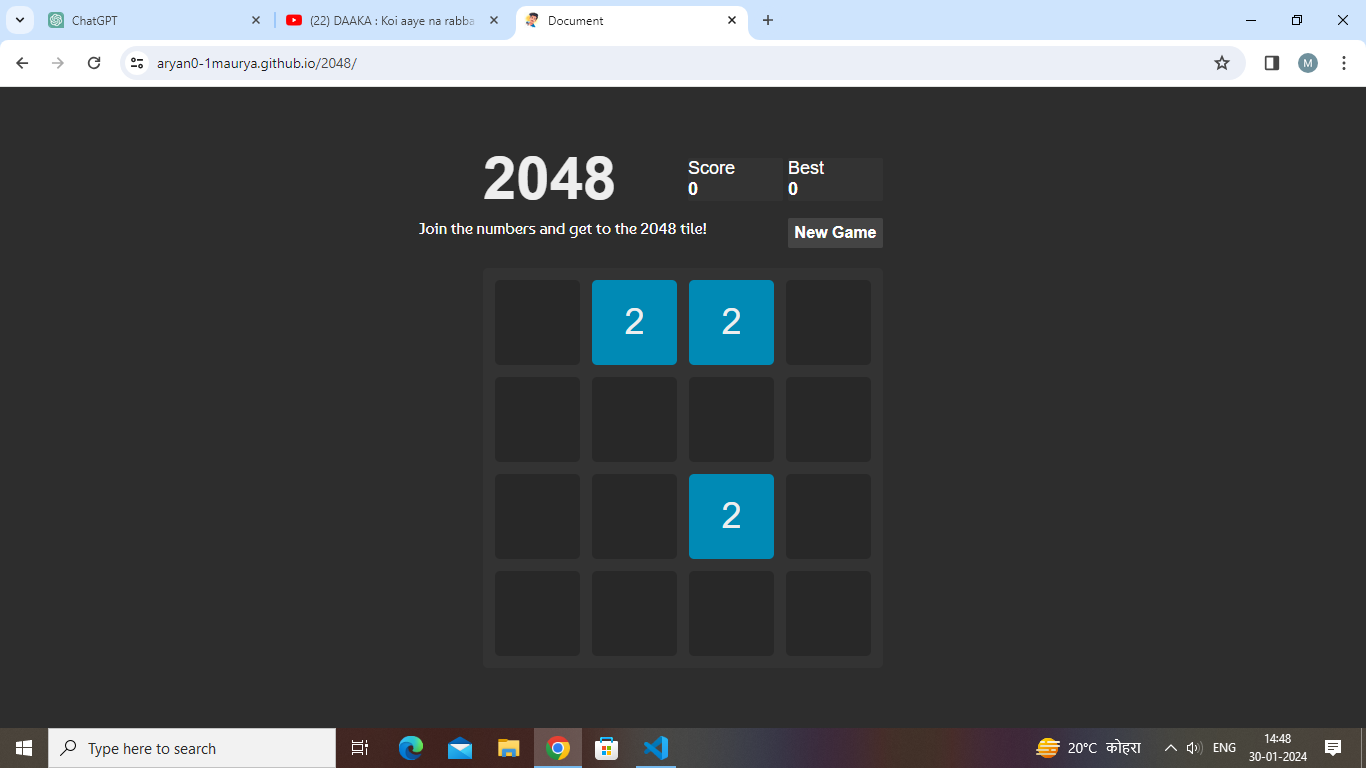 ChatGPT
(22) DAAKA : Koi aaye na rabba
Document
aryan0-1maurya.github.io/2048/
M
2048
Score
0
Best
0
Join the numbers and get to the 2048 tile!
New Game
2 2
2
Type here to search
20°C कोहरा
ENG
14:48
30-01-2024